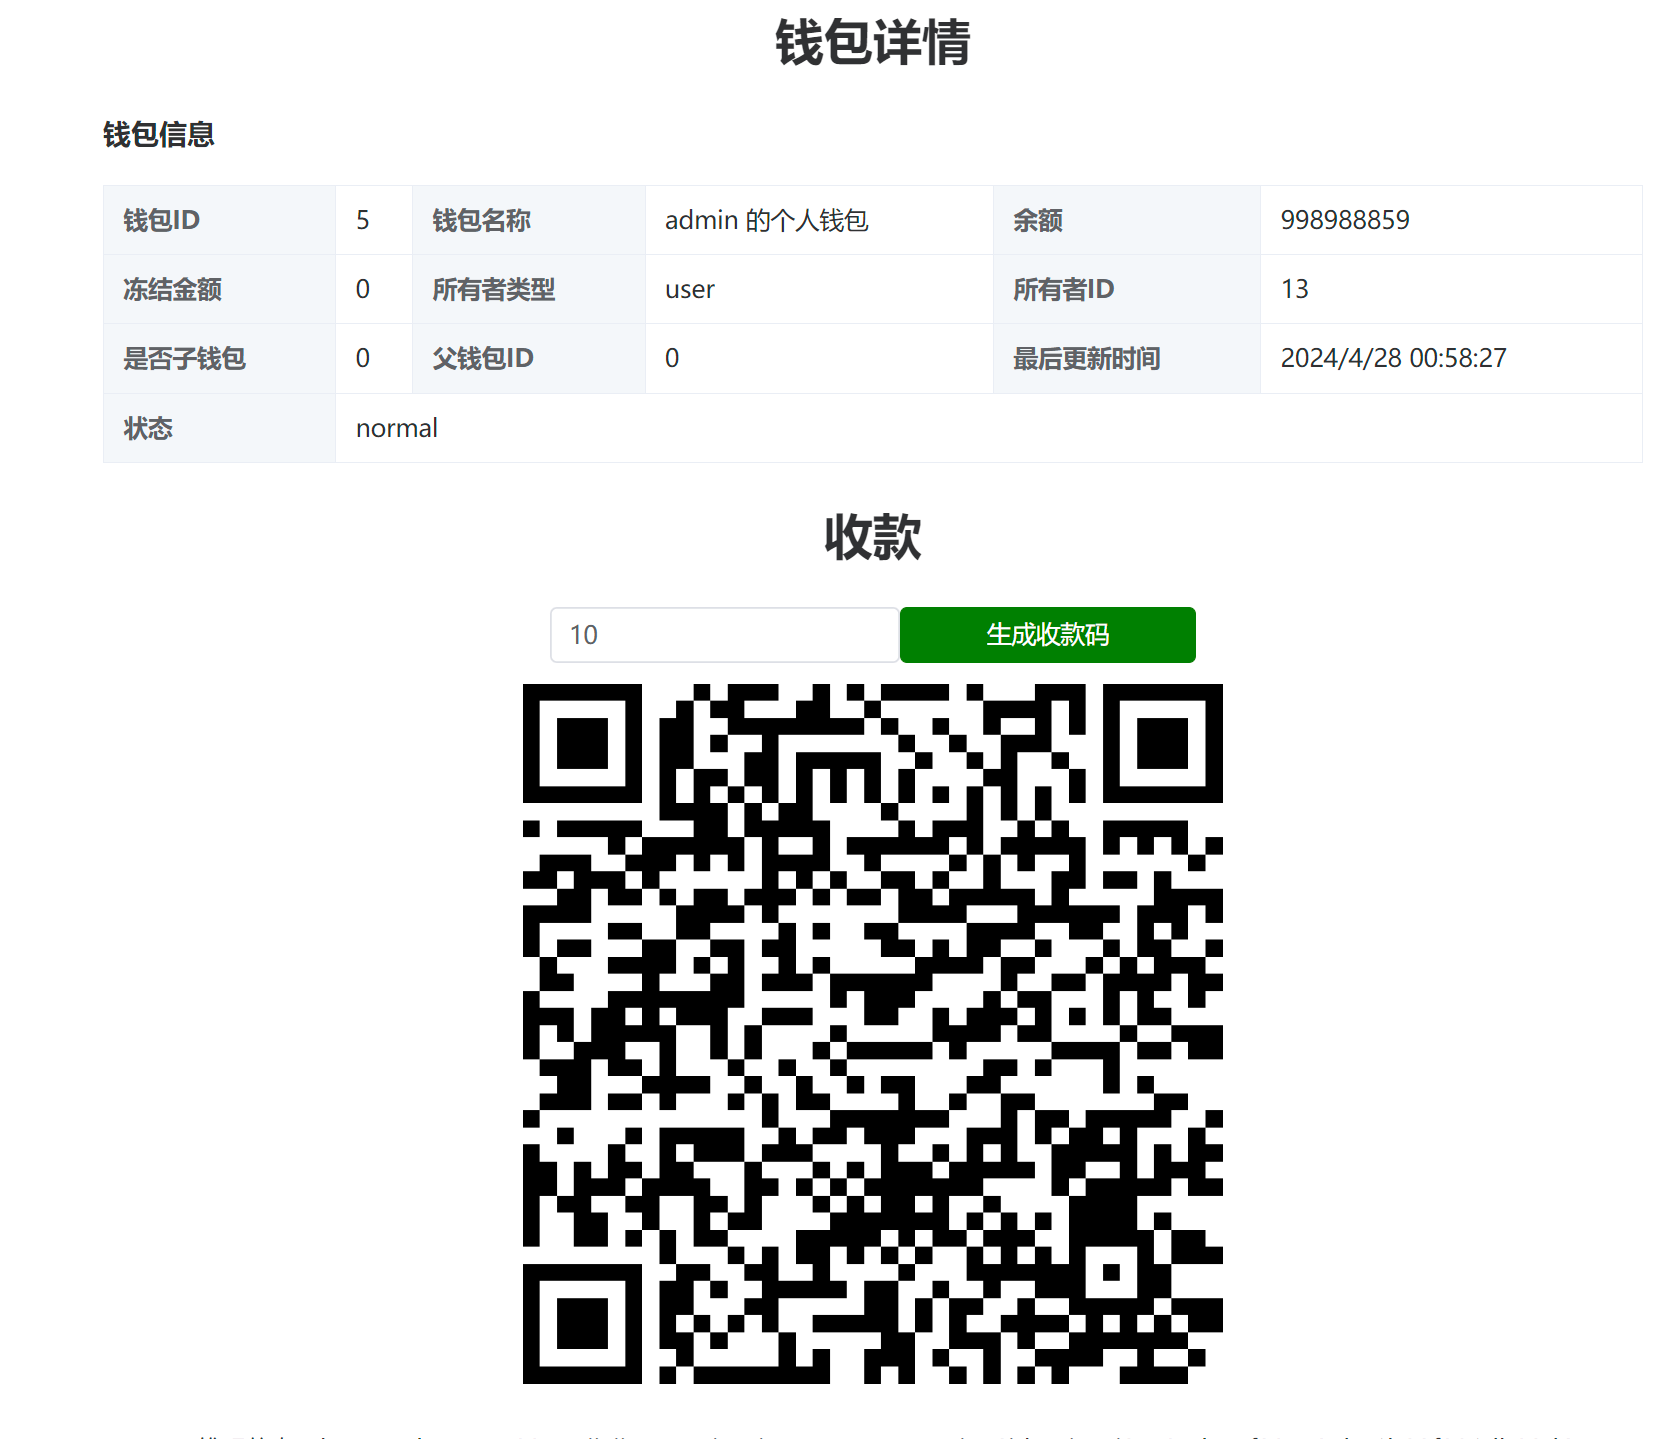 钱包详情
钱包信息
钱包ID 5 钱包名称 admin 的个人钱包 余额 998988859
冻结金额 0 所有者类型 user 所有者ID 13
是否子钱包 0 父钱包ID 0 最后更新时间 2024/4/28 00:58:27
状态 normal
收款
10 生成收款码